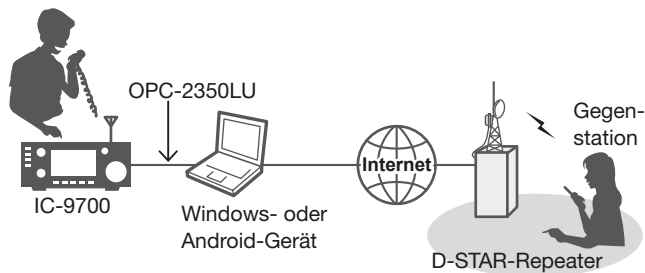 OPC-2350LU
Gegen-
station
Internet
IC-9700
Windows- oder
Android-Gerät
D-STAR-Repeater